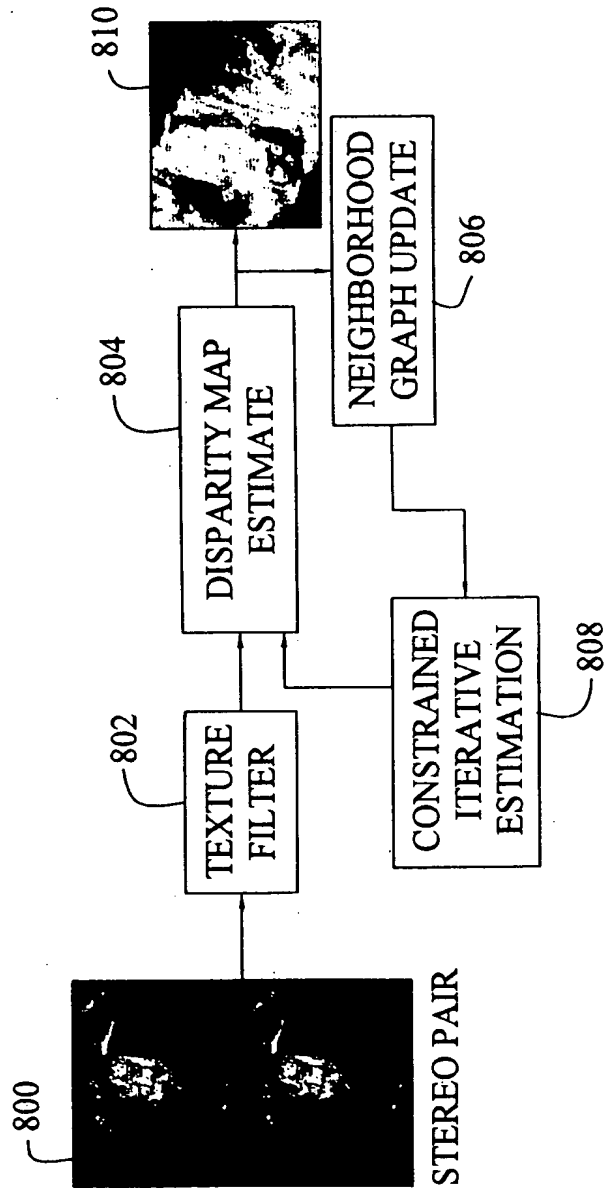 800
STEREO PAIR
802
TEXTURE
FILTER
804
DISPARITY MAP
ESTIMATE
810
NEIGHBORHOOD
GRAPH UPDATE
806
CONSTRAINED
ITERATIVE
ESTIMATION
808